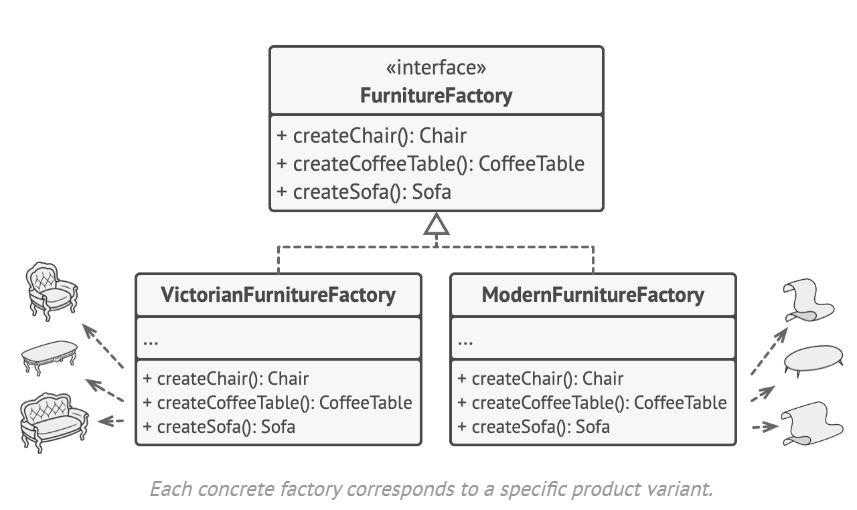 «interface»
FurnitureFactory
+ createChair(): Chair
+ createCoffeeTable(): CoffeeTable
+ createSofa(): Sofa
VictorianFurnitureFactory
...
+ createChair(): Chair
+ createCoffeeTable(): CoffeeTable
+ createSofa(): Sofa
ModernFurnitureFactory
...
+ createChair(): Chair
+ createCoffeeTable(): CoffeeTable
+ createSofa(): Sofa
Each concrete factory corresponds to a specific product variant.